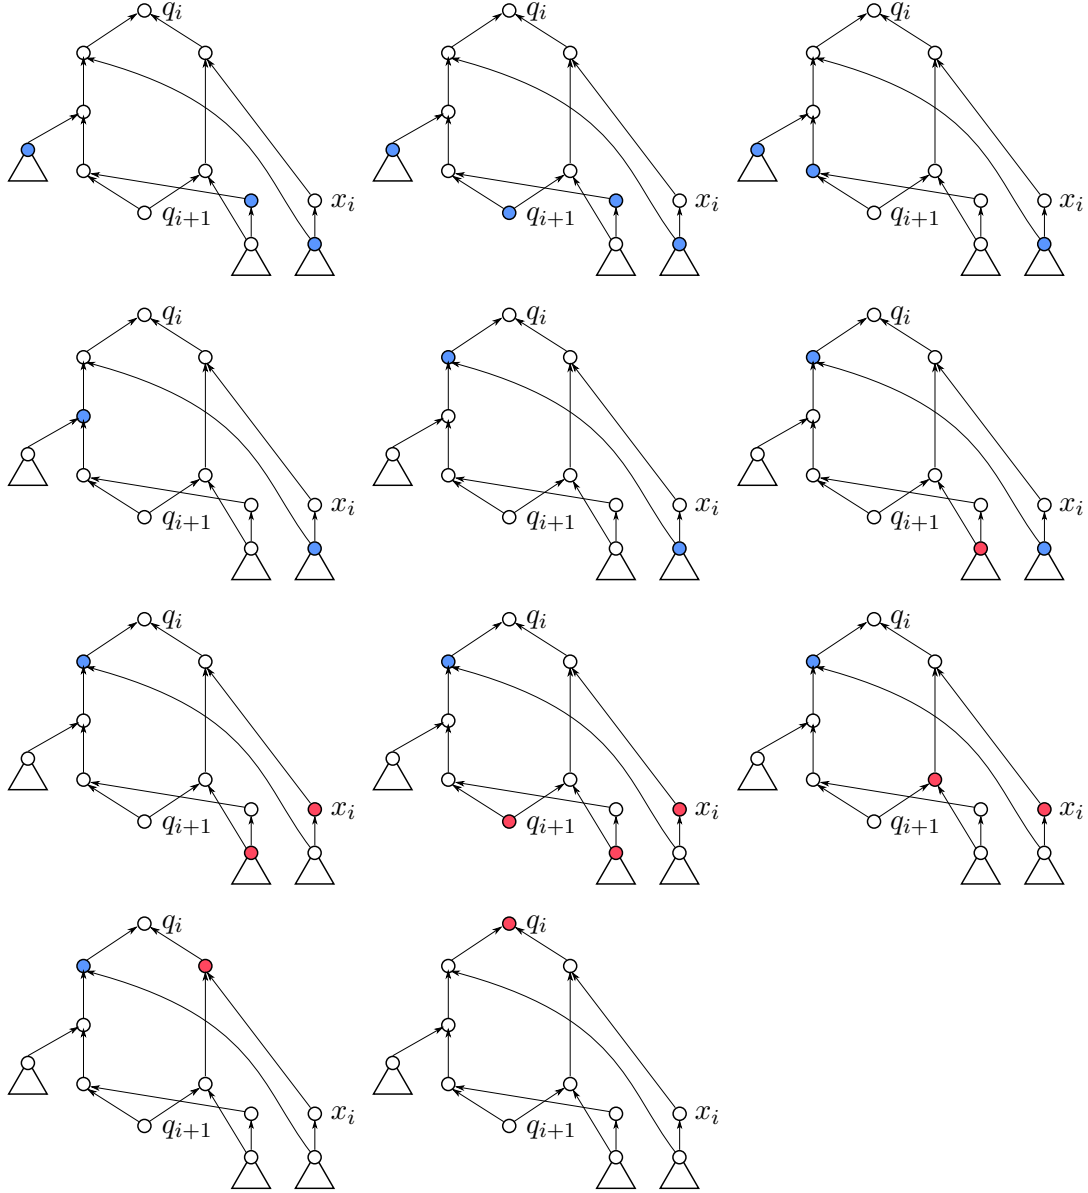 q_i q_i q_i
x_i x_i x_i
q_{i+1} q_{i+1} q_{i+1}
q_i q_i q_i
x_i x_i x_i
q_{i+1} q_{i+1} q_{i+1}
q_i q_i q_i
x_i x_i x_i
q_{i+1} q_{i+1} q_{i+1}
q_i q_i
x_i x_i
q_{i+1} q_{i+1}